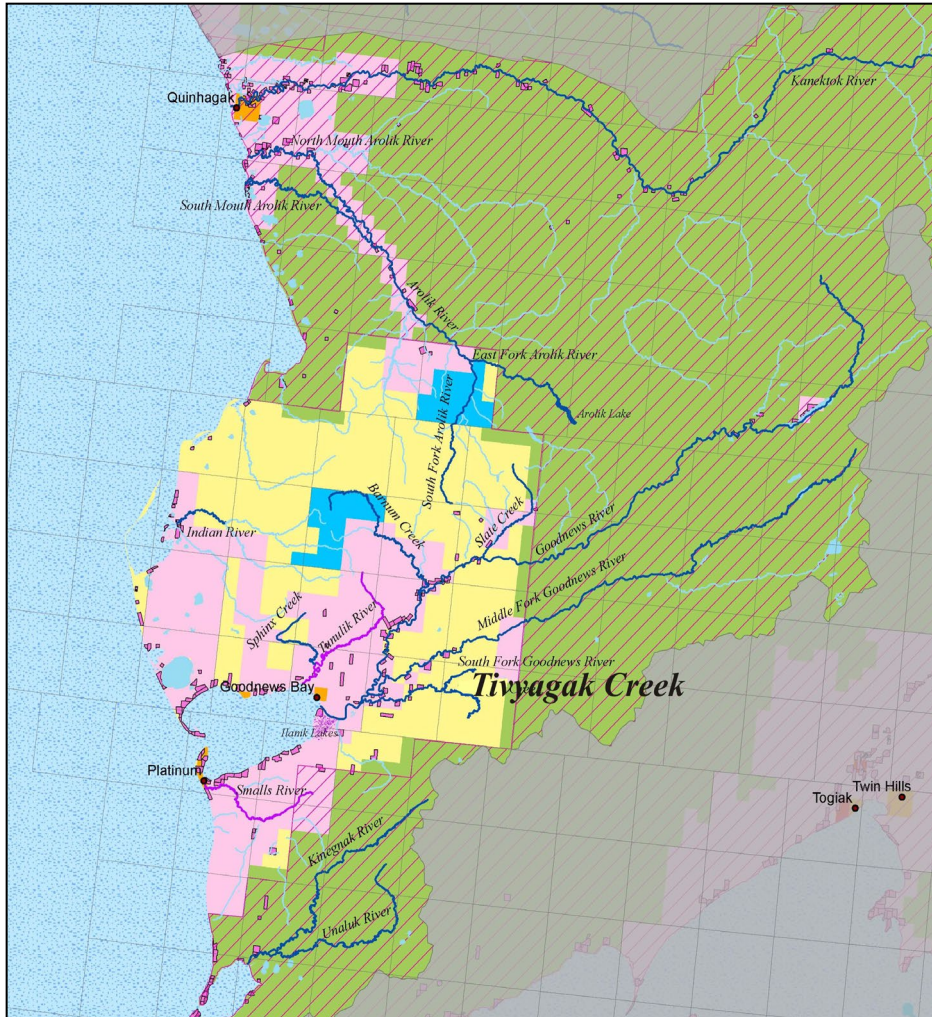 Kanektok River
Quinhagak
North Mouth Arolik River
South Mouth Arolik River
Arolik River
East Fork Arolik River
Arolik Lake
South Fork Arolik River
Barnum Creek
Slate Creek
Goodnews River
Indian River
Middle Fork Goodnews River
Sphinx Creek
Tunulik River
South Fork Goodnews River
Tivyagak Creek
Goodnews Bay
Ilanik Lakes
Platinum
Smalls River
Twin Hills
Togiak
Kinegnak River
Unaluk River